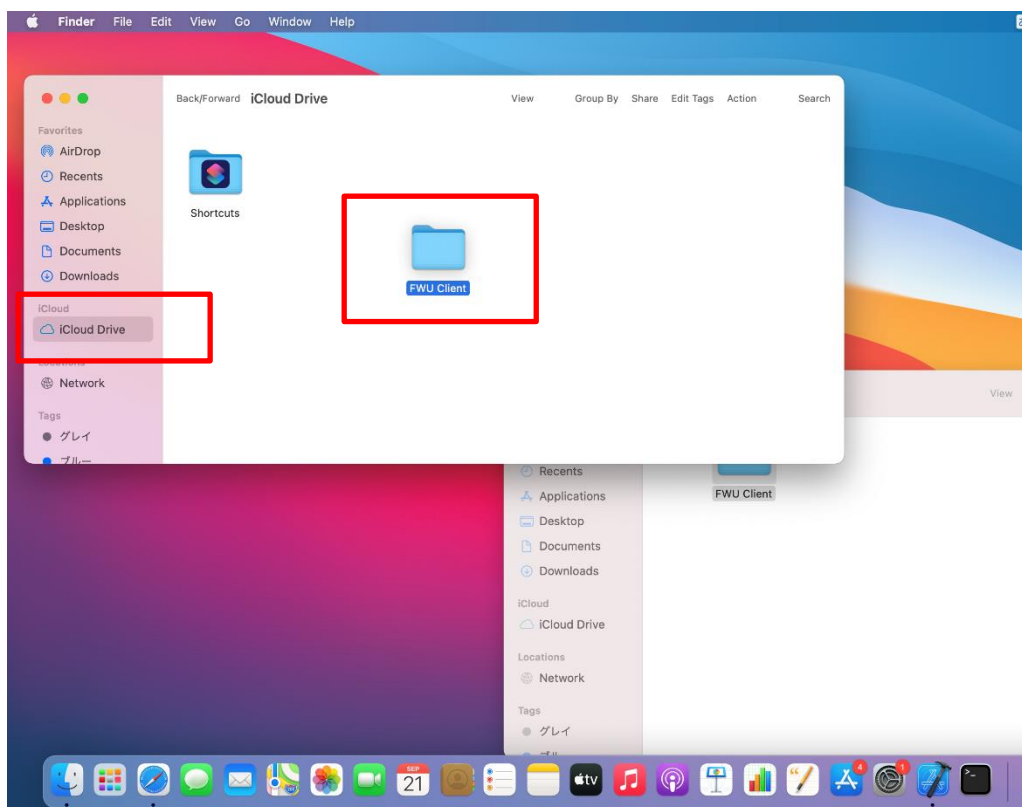 Finder File Edit View Go Window Help
Back/Forward iCloud Drive View Group By Share Edit Tags Action Search
Favorites
AirDrop
Recents
Applications
Desktop
Documents
Downloads
iCloud
iCloud Drive
Network
Tags
グレイ
ブルー
Shortcuts
FWU Client
View
Recents
Applications
Desktop
Documents
Downloads
iCloud
iCloud Drive
Locations
Network
Tags
グレイ
FWU Client
SEP
21
tv
4
1